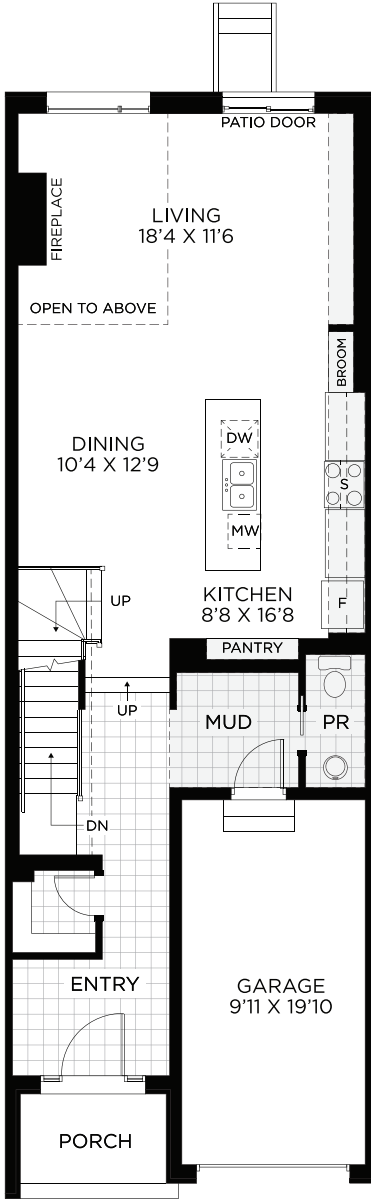 PATIO DOOR
FIREPLACE
LIVING
18'4 X 11'6
OPEN TO ABOVE
BROOM
DW
DINING
10'4 X 12'9
S
MW
KITCHEN
8'8 X 16'8
F
UP
PANTRY
UP
MUD
PR
DN
ENTRY
GARAGE
9'11 X 19'10
PORCH